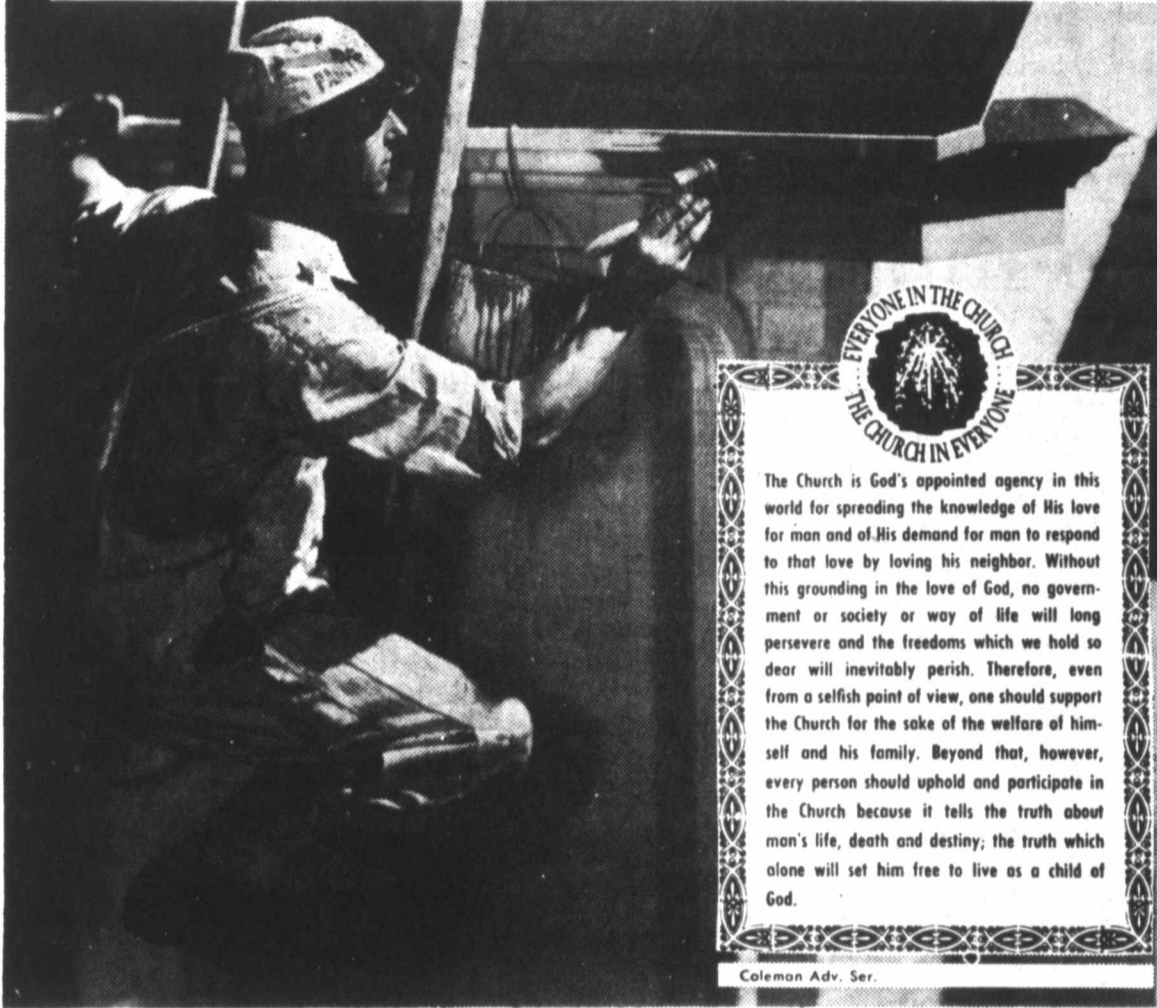 EVERYONE IN THE CHURCH
THE CHURCH IN EVERYONE
The Church is God's appointed agency in this
world for spreading the knowledge of His love
for man and of His demand for man to respond
to that love by loving his neighbor. Without
this grounding in the love of God, no govern-
ment or society or way of life will long
persevere and the freedoms which we hold so
dear will inevitably perish. Therefore, even
from a selfish point of view, one should support
the Church for the sake of the welfare of him-
self and his family. Beyond that, however,
every person should uphold and participate in
the Church because it tells the truth about
man's life, death and destiny; the truth which
alone will set him free to live as a child of
God.
Coleman Adv. Ser.